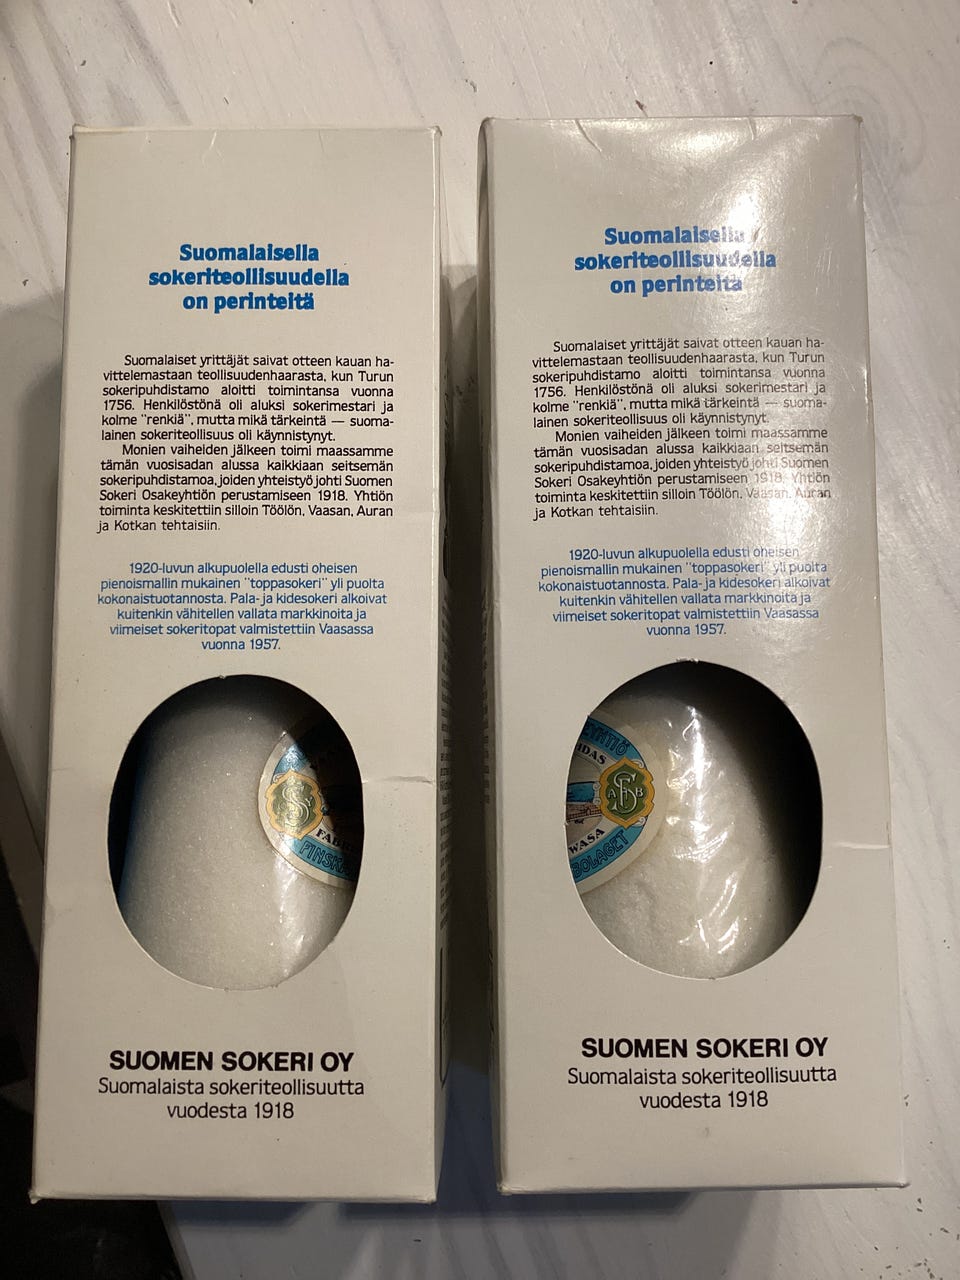 Suomalaisella
sokeriteollisuudella
on perinteitä
Suomalaiset yrittäjät saivat otteen kauan ha-
vittelemastaan teollisuudenhaarasta, kun Turun
sokeripuhdistamo aloitti toimintansa vuonna
1756. Henkilöstönä oli aluksi sokerimestari ja
kolme "renkiä", mutta mikä tärkeintä — suoma-
lainen sokeriteollisuus oli käynnistynyt.
Monien vaiheiden jälkeen toimi maassamme
tämän vuosisadan alussa kaikkiaan seitsemän
sokeripuhdistamoa, joiden yhteistyö johti Suomen
Sokeri Osakeyhtiön perustamiseen 1918. Yhtiön
toiminta keskitettiin silloin Töölön, Vaasan, Auran
ja Kotkan tehtaisiin.
1920-luvun alkupuolella edusti oheisen
pienoismallin mukainen "toppasokeri" yli puolta
kokonaistuotannosta. Pala- ja kidesokeri alkoivat
kuitenkin vähitellen vallata markkinoita ja
viimeiset sokeritopat valmistettiin Vaasassa
vuonna 1957.
FINSKA
SUOMEN SOKERI OY
Suomalaista sokeriteollisuutta
vuodesta 1918
Suomalaisella
sokeriteollisuudella
on perinteitä
Suomalaiset yrittäjät saivat otteen kauan ha-
vittelemastaan teollisuudenhaarasta, kun Turun
sokeripuhdistamo aloitti toimintansa vuonna
1756. Henkilöstönä oli aluksi sokerimestari ja
kolme "renkiä", mutta mikä tärkeintä — suoma-
lainen sokeriteollisuus oli käynnistynyt.
Monien vaiheiden jälkeen toimi maassamme
tämän vuosisadan alussa kaikkiaan seitsemän
sokeripuhdistamoa, joiden yhteistyö johti Suomen
Sokeri Osakeyhtiön perustamiseen 1918. Yhtiön
toiminta keskitettiin silloin Töölön, Vaasan, Auran
ja Kotkan tehtaisiin.
1920-luvun alkupuolella edusti oheisen
pienoismallin mukainen "toppasokeri" yli puolta
kokonaistuotannosta. Pala- ja kidesokeri alkoivat
kuitenkin vähitellen vallata markkinoita ja
viimeiset sokeritopat valmistettiin Vaasassa
vuonna 1957.
YHTIÖ
HDAS
AFSB
WASA
BOLAGET
SUOMEN SOKERI OY
Suomalaista sokeriteollisuutta
vuodesta 1918